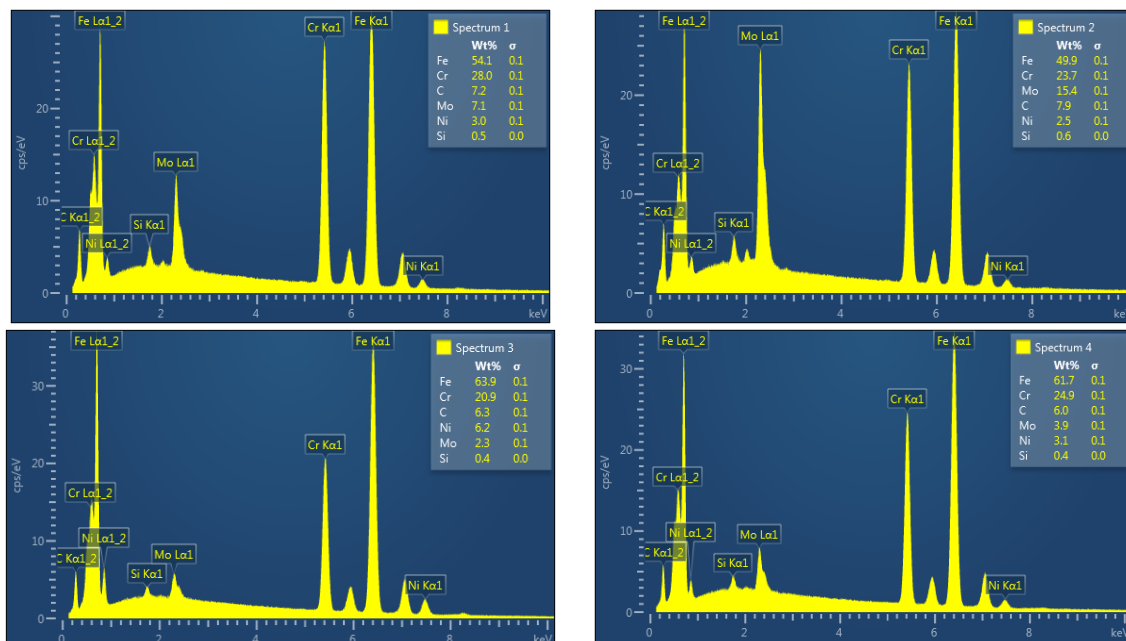 Fe Lα1_2
Cr Kα1
Fe Kα1
Spectrum 1
Wt% σ
Fe 54.1 0.1
Cr 28.0 0.1
C 7.2 0.1
Mo 7.1 0.1
Ni 3.0 0.1
Si 0.5 0.0
Cr Lα1_2
Mo Lα1
C Kα1_2
Si Kα1
Ni Lα1_2
Ni Kα1
cps/eV
20
10
0
0 2 4 6 8 keV
Fe Lα1_2
Mo Lα1
Cr Kα1
Fe Kα1
Spectrum 2
Wt% σ
Fe 49.9 0.1
Cr 23.7 0.1
Mo 15.4 0.1
C 7.9 0.1
Ni 2.5 0.1
Si 0.6 0.0
Cr Lα1_2
C Kα1_2
Si Kα1
Ni Lα1_2
Ni Kα1
cps/eV
20
10
0
0 2 4 6 8 keV
Fe Lα1_2
Fe Kα1
Spectrum 3
Wt% σ
Fe 63.9 0.1
Cr 20.9 0.1
C 6.3 0.1
Ni 6.2 0.1
Mo 2.3 0.1
Si 0.4 0.0
Cr Kα1
Cr Lα1_2
Ni Lα1_2
C Kα1_2
Mo Lα1
Si Kα1
Ni Kα1
cps/eV
30
20
10
0
0 2 4 6 8
Fe Lα1_2
Fe Kα1
Spectrum 4
Wt% σ
Fe 61.7 0.1
Cr 24.9 0.1
C 6.0 0.1
Mo 3.9 0.1
Ni 3.1 0.1
Si 0.4 0.0
Cr Kα1
Cr Lα1_2
Ni Lα1_2
C Kα1_2
Mo Lα1
Si Kα1
Ni Kα1
cps/eV
30
20
10
0
0 2 4 6 8 keV